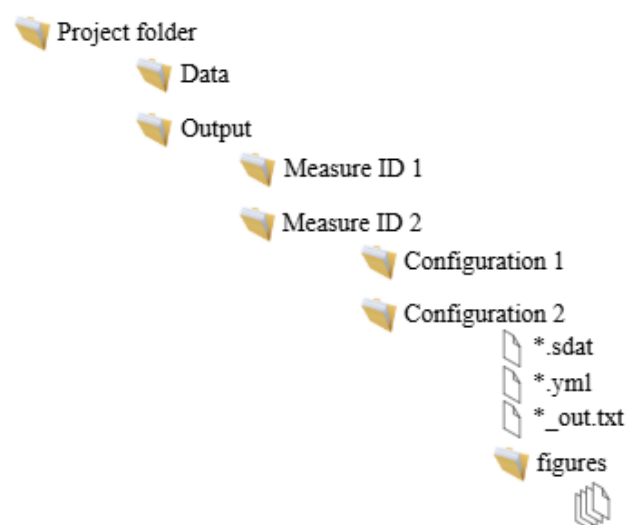 Project folder
Data
Output
Measure ID 1
Measure ID 2
Configuration 1
Configuration 2
*.sdat
*.yml
*_out.txt
figures